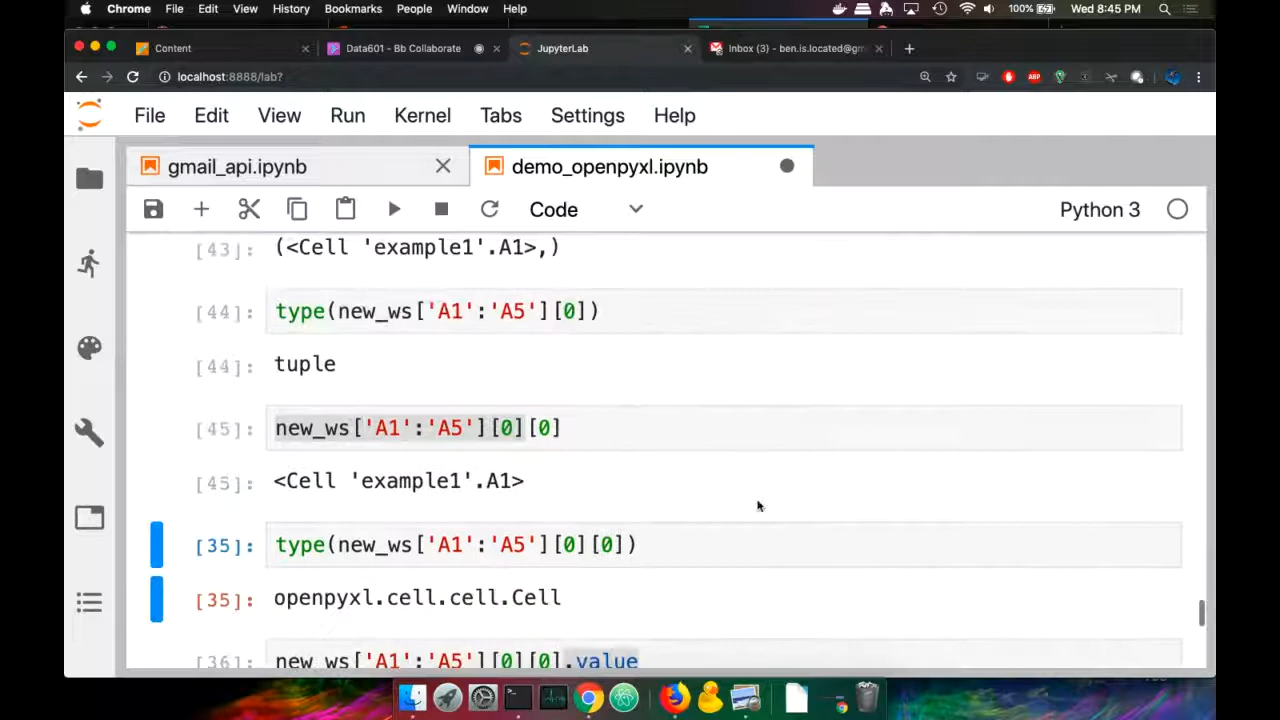 Chrome File Edit View History Bookmarks People Window Help 100% Wed 8:45 PM
Content Data601 - Bb Collaborate JupyterLab Inbox (3) - ben.is.located@gm
localhost:8888/lab?
File Edit View Run Kernel Tabs Settings Help
gmail_api.ipynb demo_openpyxl.ipynb
Code Python 3
[43]: (<Cell 'example1'.A1>,)
[44]: type(new_ws['A1':'A5'][0])
[44]: tuple
[45]: new_ws['A1':'A5'][0][0]
[45]: <Cell 'example1'.A1>
[35]: type(new_ws['A1':'A5'][0][0])
[35]: openpyxl.cell.cell.Cell
[36]: new_ws['A1':'A5'][0][0].value